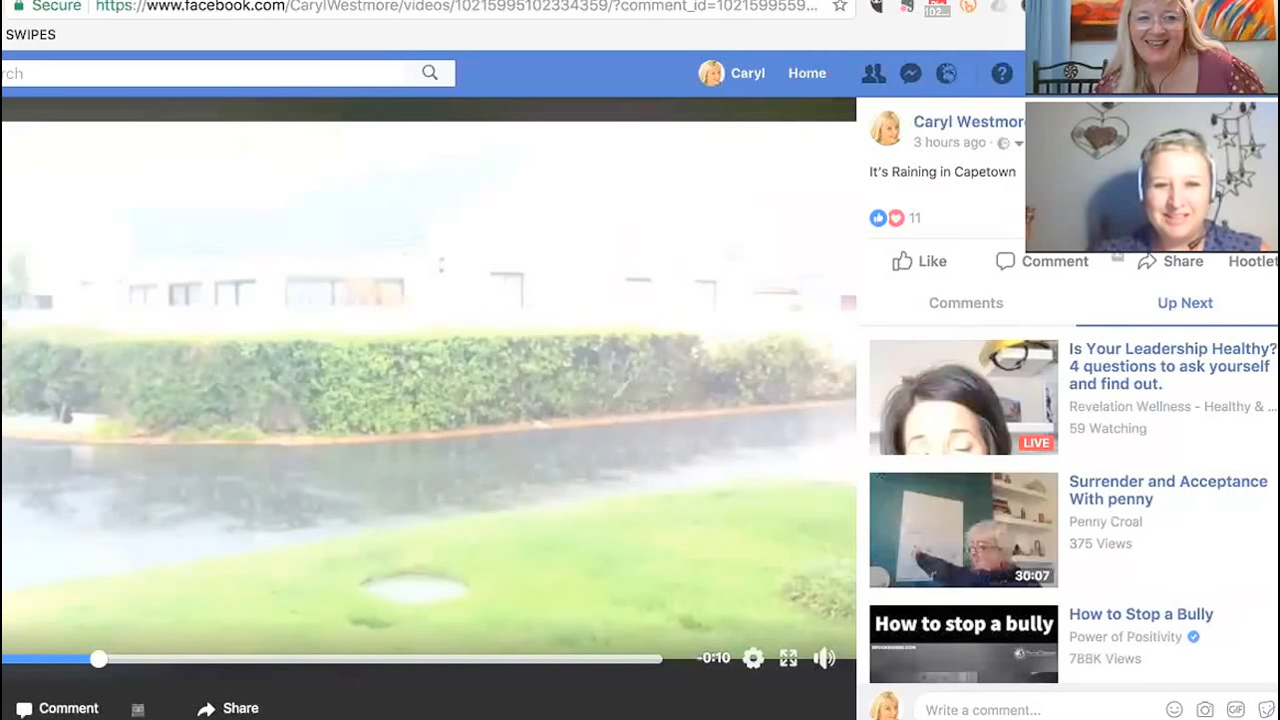 Secure https://www.facebook.com/CarylWestmore/videos/10215995102334359/?comment_id=1021599559...
SWIPES
rch
Caryl Home
Caryl Westmor
3 hours ago
It's Raining in Capetown
11
Like Comment Share Hootlet
Comments Up Next
Is Your Leadership Healthy?
4 questions to ask yourself
and find out.
Revelation Wellness - Healthy & ...
59 Watching
LIVE
Surrender and Acceptance
With penny
Penny Croal
375 Views
30:07
How to stop a bully
How to Stop a Bully
Power of Positivity
788K Views
-0:10
Comment Share
Write a comment...
GIF